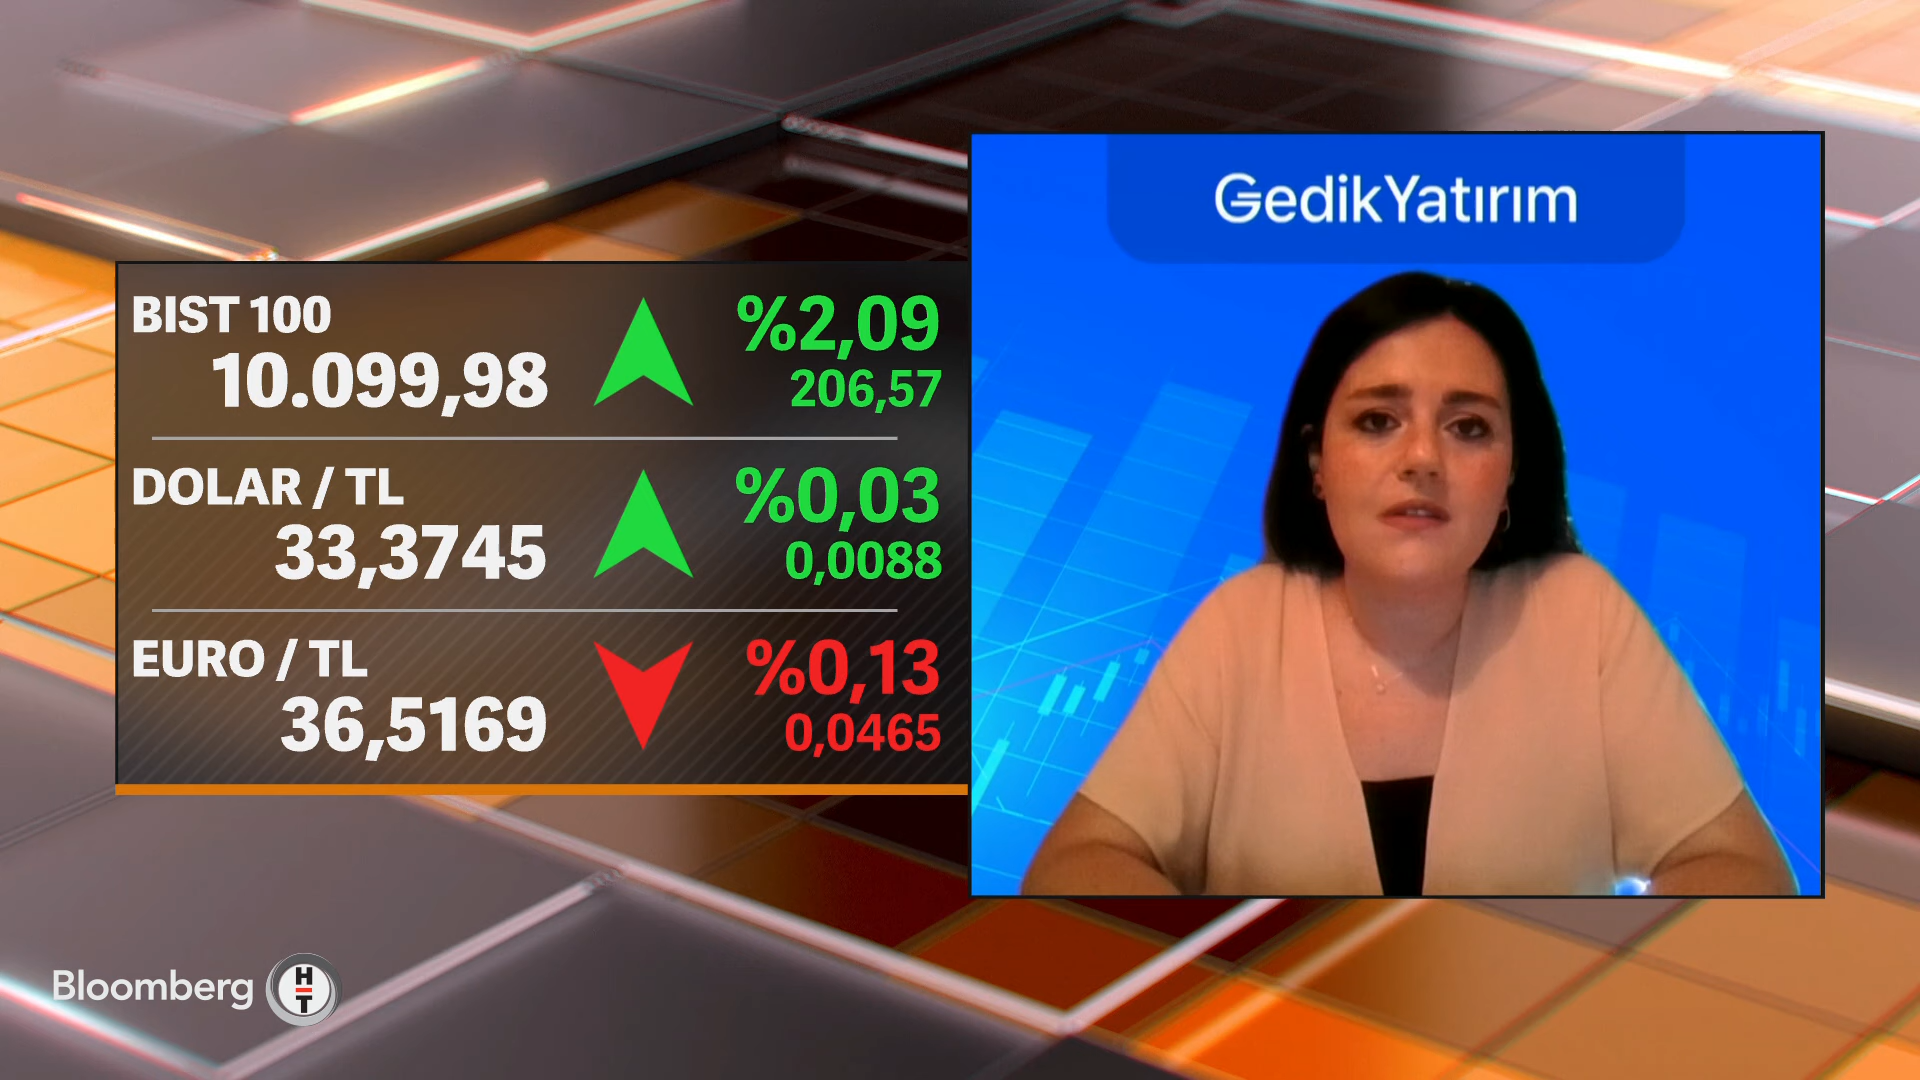 GedikYatırım
BIST 100
10.099,98
%2,09
206,57
DOLAR / TL
33,3745
%0,03
0,0088
EURO / TL
36,5169
%0,13
0,0465
Bloomberg HT